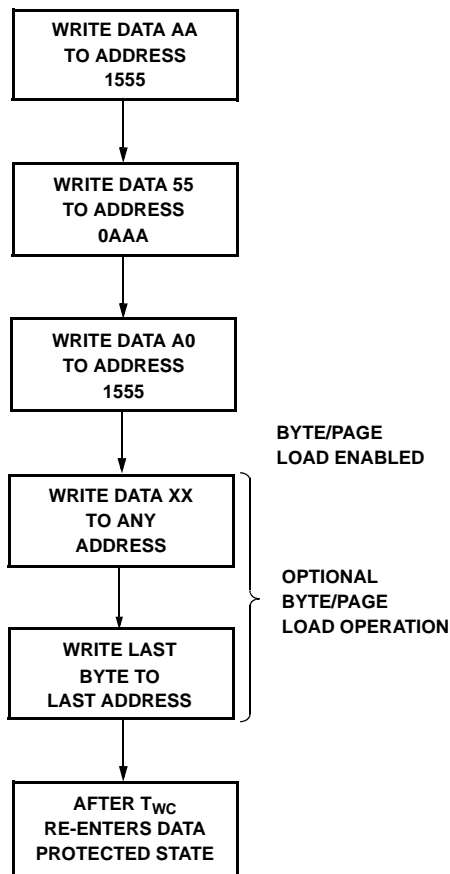 WRITE DATA AA
TO ADDRESS
1555
WRITE DATA 55
TO ADDRESS
0AAA
WRITE DATA A0
TO ADDRESS
1555
BYTE/PAGE
LOAD ENABLED
WRITE DATA XX
TO ANY
ADDRESS
OPTIONAL
BYTE/PAGE
LOAD OPERATION
WRITE LAST
BYTE TO
LAST ADDRESS
AFTER TWC
RE-ENTERS DATA
PROTECTED STATE